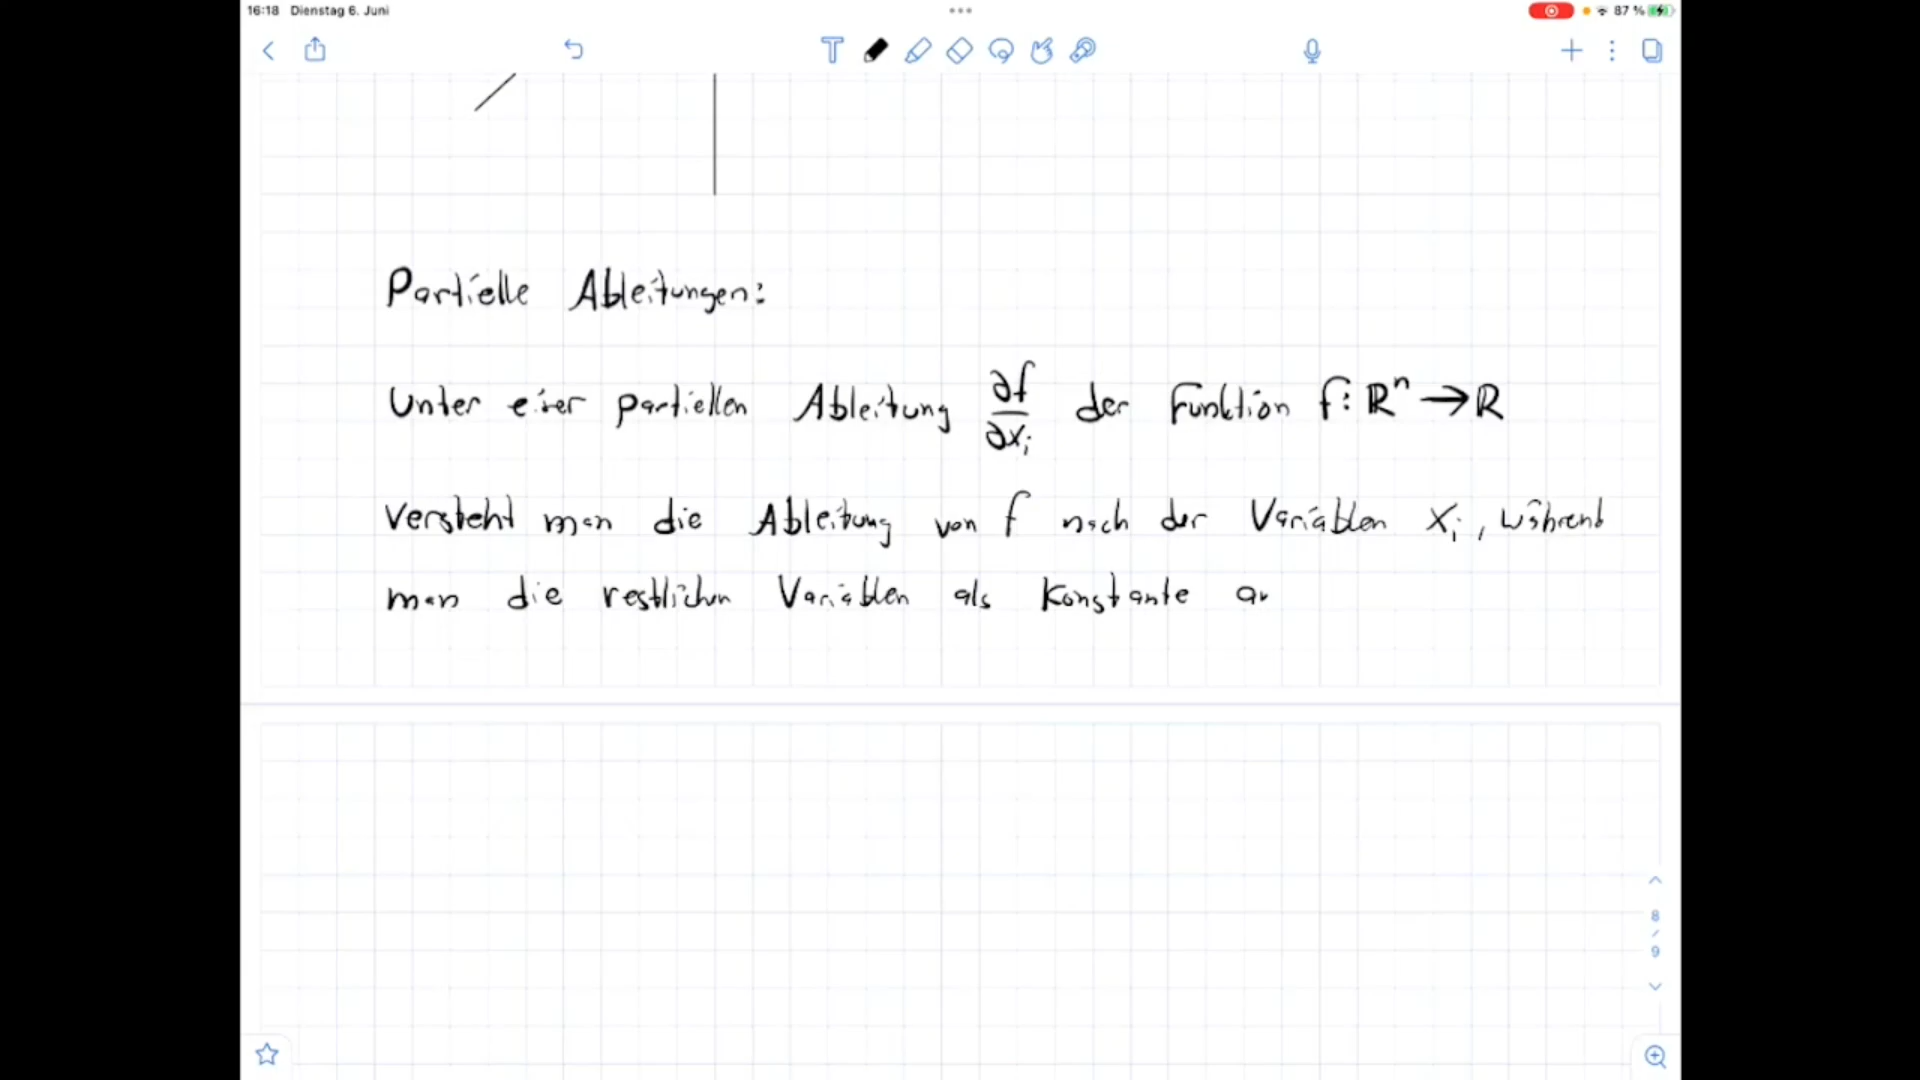 16:18 Dienstag 6. Juni
87 %
T
Partielle Ableitungen:
Unter einer partiellen Ableitung ∂f/∂xᵢ der Funktion f: ℝⁿ → ℝ
versteht man die Ableitung von f nach der Variablen xᵢ, während
man die restlichen Variablen als Konstante an
8
/
9